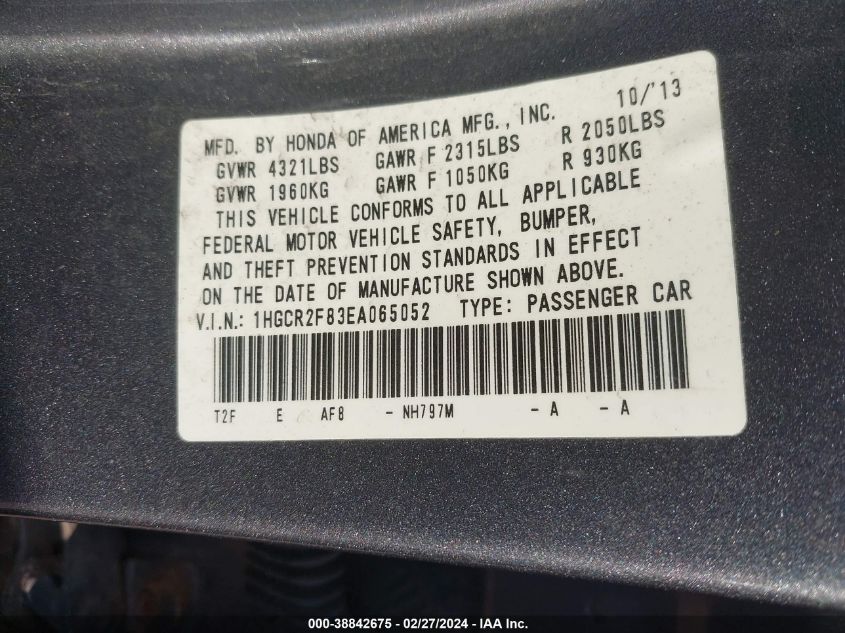 10/'13
MFD. BY HONDA OF AMERICA MFG., INC.
GVWR 4321LBS GAWR F 2315LBS R 2050LBS
GVWR 1960KG GAWR F 1050KG R 930KG
THIS VEHICLE CONFORMS TO ALL APPLICABLE
FEDERAL MOTOR VEHICLE SAFETY, BUMPER,
AND THEFT PREVENTION STANDARDS IN EFFECT
ON THE DATE OF MANUFACTURE SHOWN ABOVE.
V.I.N.: 1HGCR2F83EA065052 TYPE: PASSENGER CAR
T2F E AF8 - NH797M - A - A
000-38842675 - 02/27/2024 - IAA Inc.